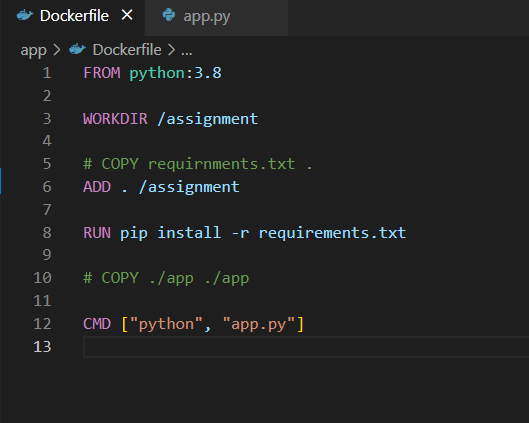 Dockerfile × app.py
app > Dockerfile > ...
1 FROM python:3.8
2
3 WORKDIR /assignment
4
5 # COPY requirnments.txt .
6 ADD . /assignment
7
8 RUN pip install -r requirements.txt
9
10 # COPY ./app ./app
11
12 CMD ["python", "app.py"]
13